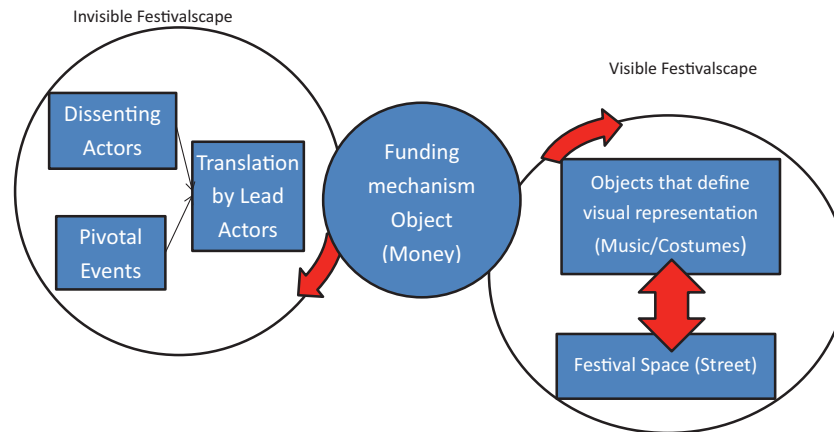 Invisible Festivalscape
Dissenting
Actors
Translation
by Lead
Actors
Pivotal
Events
Funding
mechanism
Object
(Money)
Visible Festivalscape
Objects that define
visual representation
(Music/Costumes)
Festival Space (Street)